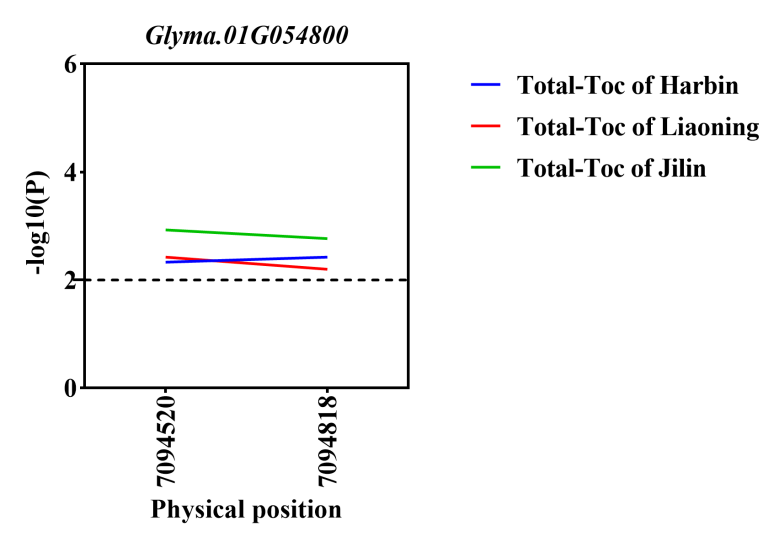 Glyma.01G054800
6
4
2
0
-log10(P)
7094520
7094818
Physical position
Total-Toc of Harbin
Total-Toc of Liaoning
Total-Toc of Jilin